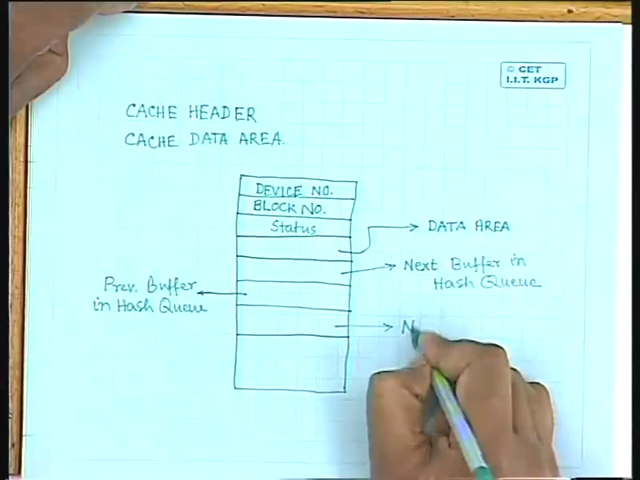 © CET
I.I.T. KGP
CACHE HEADER
CACHE DATA AREA.
DEVICE NO.
BLOCK NO.
Status
DATA AREA
Next Buffer in
Hash Queue
Prev. Buffer
in Hash Queue
N